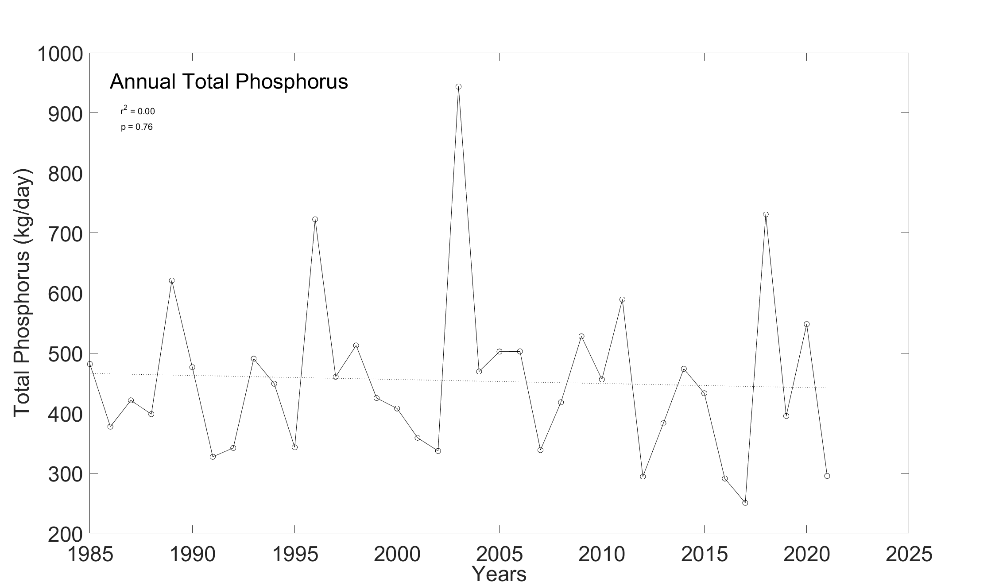 Annual Total Phosphorus
r² = 0.00
p = 0.76
Total Phosphorus (kg/day)
1000
900
800
700
600
500
400
300
200
1985 1990 1995 2000 2005 2010 2015 2020 2025
Years